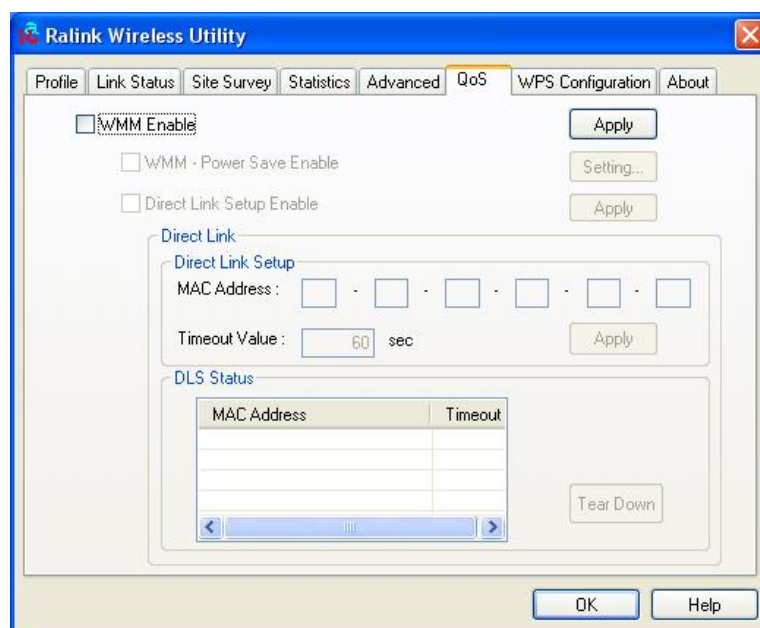 Ralink Wireless Utility
Profile Link Status Site Survey Statistics Advanced QoS WPS Configuration About
WMM Enable Apply
WMM - Power Save Enable Setting...
Direct Link Setup Enable Apply
Direct Link
Direct Link Setup
MAC Address : - - - - -
Timeout Value : 60 sec Apply
DLS Status
MAC Address Timeout
Tear Down
OK Help